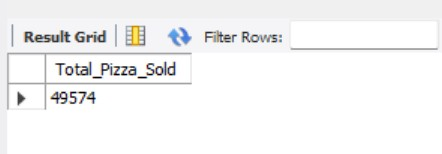 Result Grid Filter Rows:
Total_Pizza_Sold
49574